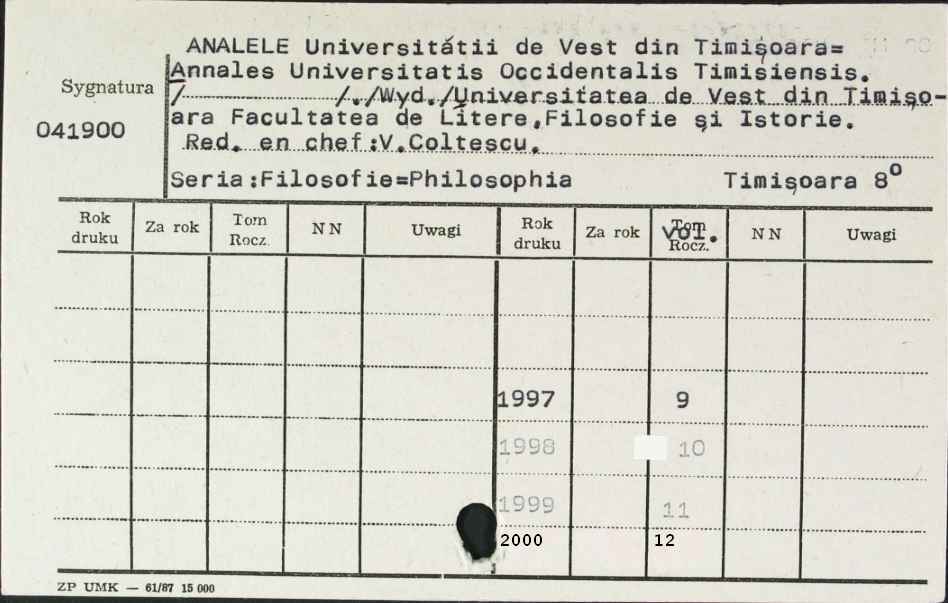 ANALELE Universitátii de Vest din Timişoara=
Annales Universitatis Occidentalis Timisiensis.
Sygnatura
/ /./Wyd./Universitatea de Vest din Timişo-
041900
ara Facultatea de Litere,Filosofie şi Istorie.
Red. en chef:V.Coltescu.
Seria:Filosofie=Philosophia Timişoara 8º
Rok druku Za rok Tom Rocz. NN Uwagi Rok druku Za rok Tom Rocz. vol. NN Uwagi
1997 9
1998 10
1999 11
2000 12
ZP UMK — 61/87 15 000